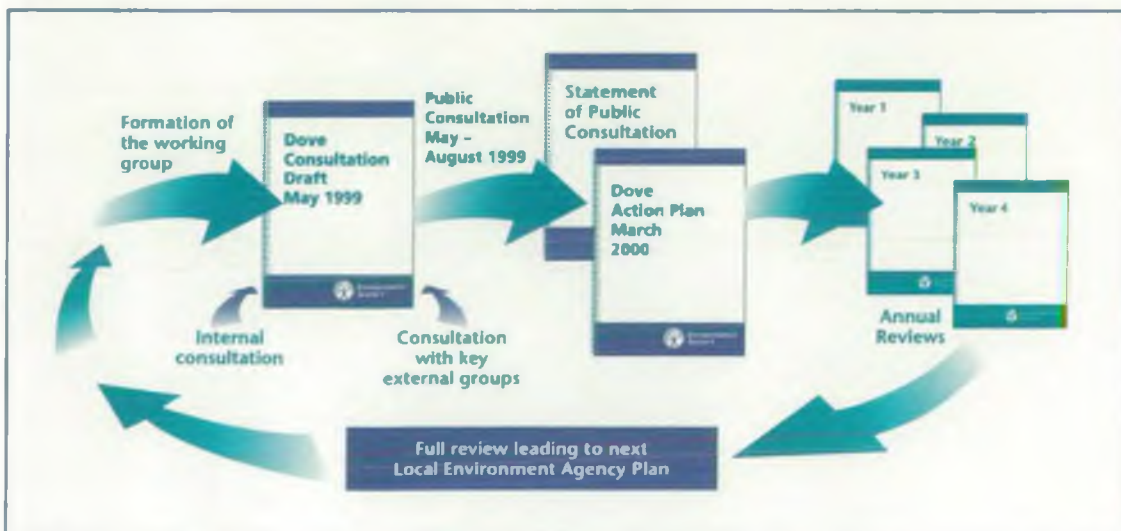 Formation of
the working
group
Dove
Consultation
Draft
May 1999
Internal
consultation
Consultation
with key
external groups
Public
Consultation
May –
August 1999
Statement
of Public
Consultation
Dove
Action Plan
March
2000
Year 1
Year 2
Year 3
Year 4
Annual
Reviews
Full review leading to next
Local Environment Agency Plan